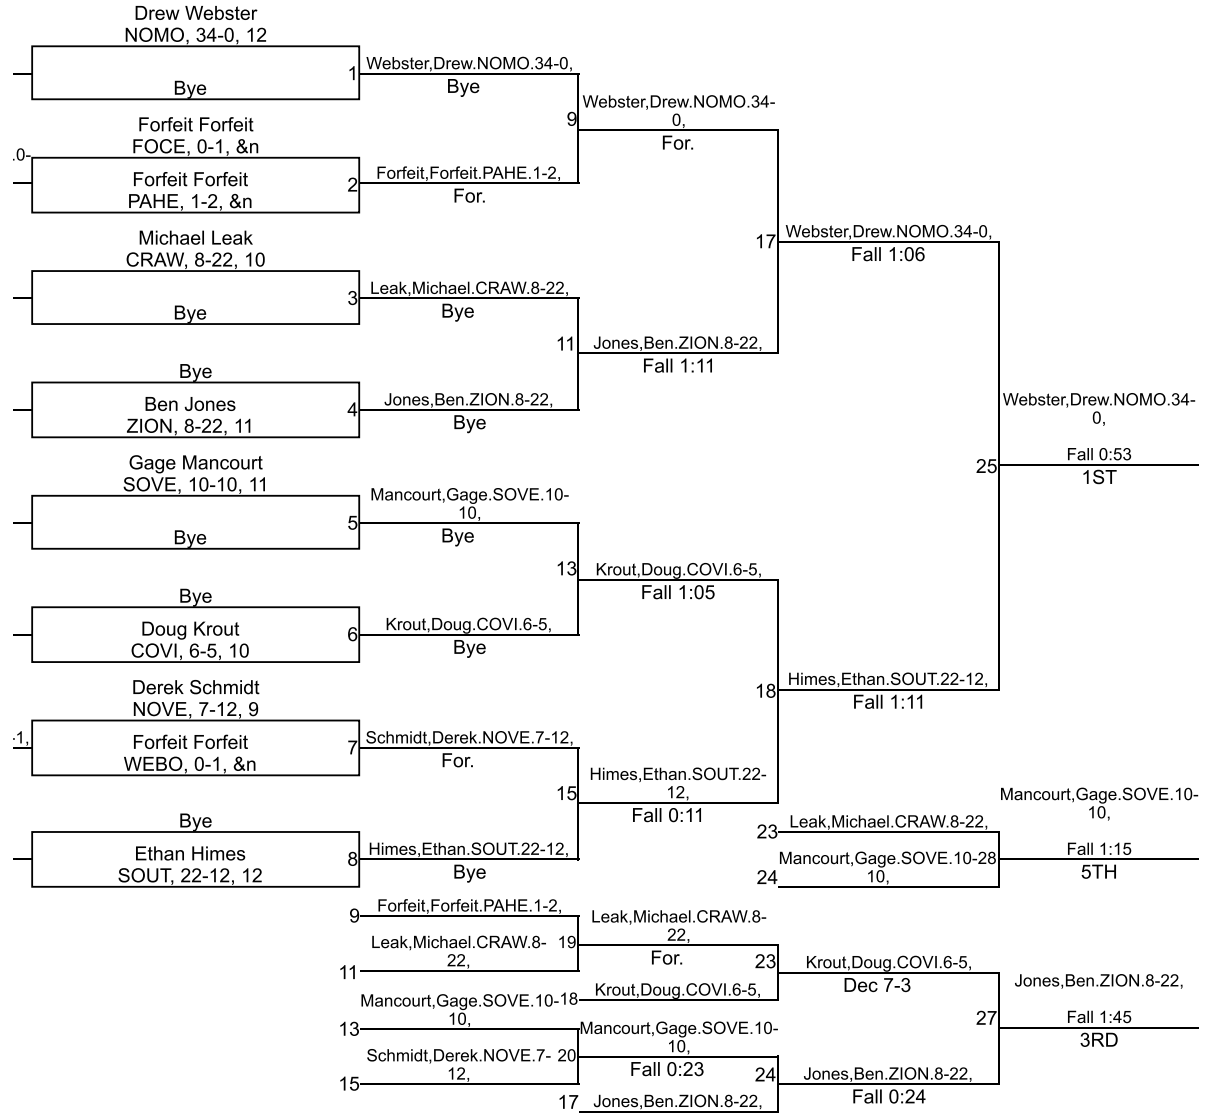 Drew Webster
NOMO, 34-0, 12
Bye
1
Webster,Drew.NOMO.34-0,
Bye
Forfeit Forfeit
FOCE, 0-1, &n
.0-
Forfeit Forfeit
PAHE, 1-2, &n
2
Forfeit,Forfeit.PAHE.1-2,
For.
9
Webster,Drew.NOMO.34-
0,
For.
Michael Leak
CRAW, 8-22, 10
Bye
3
Leak,Michael.CRAW.8-22,
Bye
Bye
Ben Jones
ZION, 8-22, 11
4
Jones,Ben.ZION.8-22,
Bye
11
Jones,Ben.ZION.8-22,
Fall 1:11
17
Webster,Drew.NOMO.34-0,
Fall 1:06
Gage Mancourt
SOVE, 10-10, 11
Bye
5
Mancourt,Gage.SOVE.10-
10,
Bye
Bye
Doug Krout
COVI, 6-5, 10
6
Krout,Doug.COVI.6-5,
Bye
13
Krout,Doug.COVI.6-5,
Fall 1:05
Derek Schmidt
NOVE, 7-12, 9
-1,
Forfeit Forfeit
WEBO, 0-1, &n
7
Schmidt,Derek.NOVE.7-12,
For.
Bye
Ethan Himes
SOUT, 22-12, 12
8
Himes,Ethan.SOUT.22-12,
Bye
15
Himes,Ethan.SOUT.22-
12,
Fall 0:11
18
Himes,Ethan.SOUT.22-12,
Fall 1:11
25
Webster,Drew.NOMO.34-
0,
Fall 0:53
1ST
23
Leak,Michael.CRAW.8-22,
24
Mancourt,Gage.SOVE.10-28
10,
Mancourt,Gage.SOVE.10-
10,
Fall 1:15
5TH
9
Forfeit,Forfeit.PAHE.1-2,
11
Leak,Michael.CRAW.8-
22,
19
Leak,Michael.CRAW.8-
22,
For.
18
Krout,Doug.COVI.6-5,
23
Krout,Doug.COVI.6-5,
Dec 7-3
13
Mancourt,Gage.SOVE.10-
10,
15
Schmidt,Derek.NOVE.7-
12,
20
Mancourt,Gage.SOVE.10-
10,
Fall 0:23
17
Jones,Ben.ZION.8-22,
24
Jones,Ben.ZION.8-22,
Fall 0:24
27
Jones,Ben.ZION.8-22,
Fall 1:45
3RD